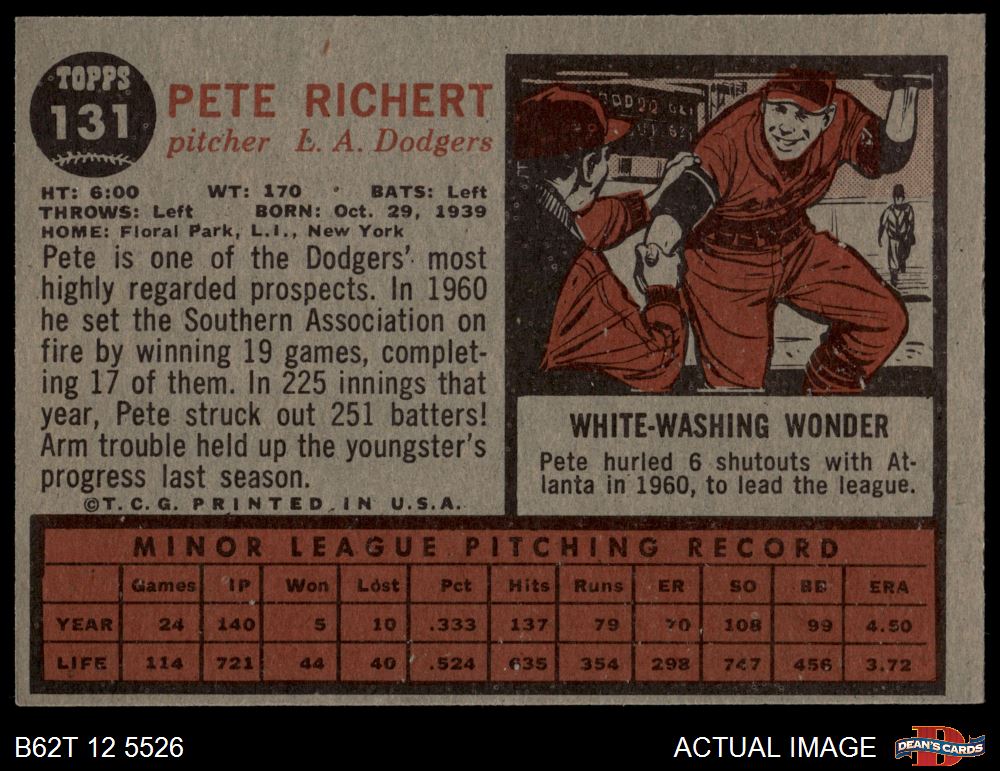 TOPPS
131
PETE RICHERT
pitcher L. A. Dodgers
HT: 6:00 WT: 170 BATS: Left
THROWS: Left BORN: Oct. 29, 1939
HOME: Floral Park, L.I., New York
Pete is one of the Dodgers' most
highly regarded prospects. In 1960
he set the Southern Association on
fire by winning 19 games, complet-
ing 17 of them. In 225 innings that
year, Pete struck out 251 batters!
Arm trouble held up the youngster's
progress last season.
©T.C.G. PRINTED IN U.S.A.
WHITE-WASHING WONDER
Pete hurled 6 shutouts with At-
lanta in 1960, to lead the league.
MINOR LEAGUE PITCHING RECORD
Games IP Won Lost Pct Hits Runs ER SO BB ERA
YEAR 24 140 5 10 .333 137 79 70 108 99 4.50
LIFE 114 721 44 40 .524 635 354 298 747 456 3.72
B62T 12 5526
ACTUAL IMAGE
D
DEAN'S CARDS